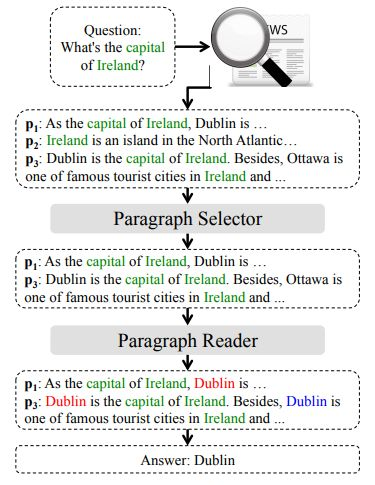 Question:
What's the capital
of Ireland?
WS
p₁: As the capital of Ireland, Dublin is …
p₂: Ireland is an island in the North Atlantic…
p₃: Dublin is the capital of Ireland. Besides, Ottawa is
one of famous tourist cities in Ireland and ...
Paragraph Selector
p₁: As the capital of Ireland, Dublin is …
p₃: Dublin is the capital of Ireland. Besides, Ottawa is
one of famous tourist cities in Ireland and ...
Paragraph Reader
p₁: As the capital of Ireland, Dublin is …
p₃: Dublin is the capital of Ireland. Besides, Dublin is
one of famous tourist cities in Ireland and ...
Answer: Dublin